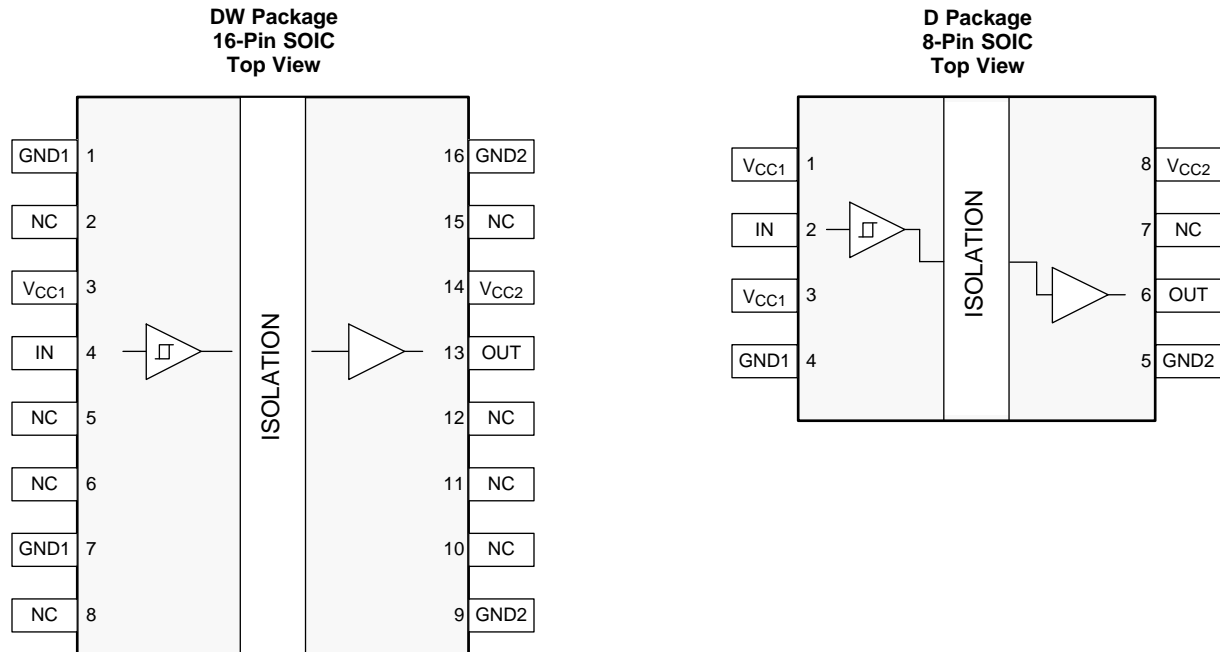 DW Package
16-Pin SOIC
Top View
GND1 1 16 GND2
NC 2 15 NC
VCC1 3 14 VCC2
IN 4 13 OUT
NC 5 12 NC
NC 6 11 NC
GND1 7 10 NC
NC 8 9 GND2
ISOLATION
D Package
8-Pin SOIC
Top View
VCC1 1 8 VCC2
IN 2 7 NC
VCC1 3 6 OUT
GND1 4 5 GND2
ISOLATION